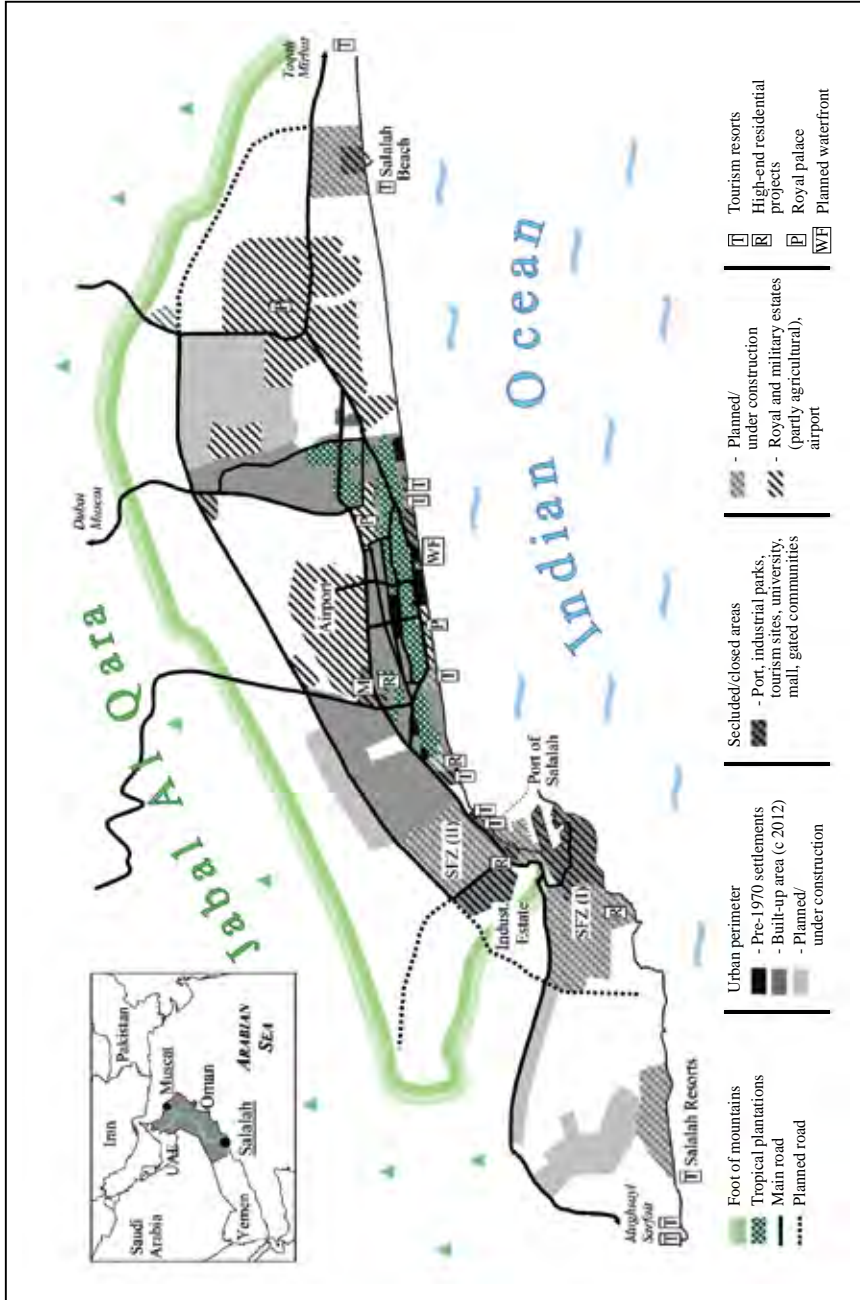 Saudi
Arabia
Iran
Pakistan
UAE
Muscat
Oman
Yemen
Salalah
ARABIAN
SEA
Jabal Al Qara
Dubai
Muscat
Taqah
Mirbat
Airport
SFZ (II)
Indust.
Estate
SFZ (I)
Port of
Salalah
Salalah
Beach
Salalah Resorts
Mughsayl
Sarfait
Indian Ocean
T
R
P
M
WF
Foot of mountains
Tropical plantations
Main road
Planned road
Urban perimeter
- Pre-1970 settlements
- Built-up area (c 2012)
- Planned/
under construction
Secluded/closed areas
- Port, industrial parks,
tourism sites, university,
mall, gated communities
- Planned/
under construction
- Royal and military estates
(partly agricultural),
airport
T Tourism resorts
R High-end residential
projects
P Royal palace
WF Planned waterfront